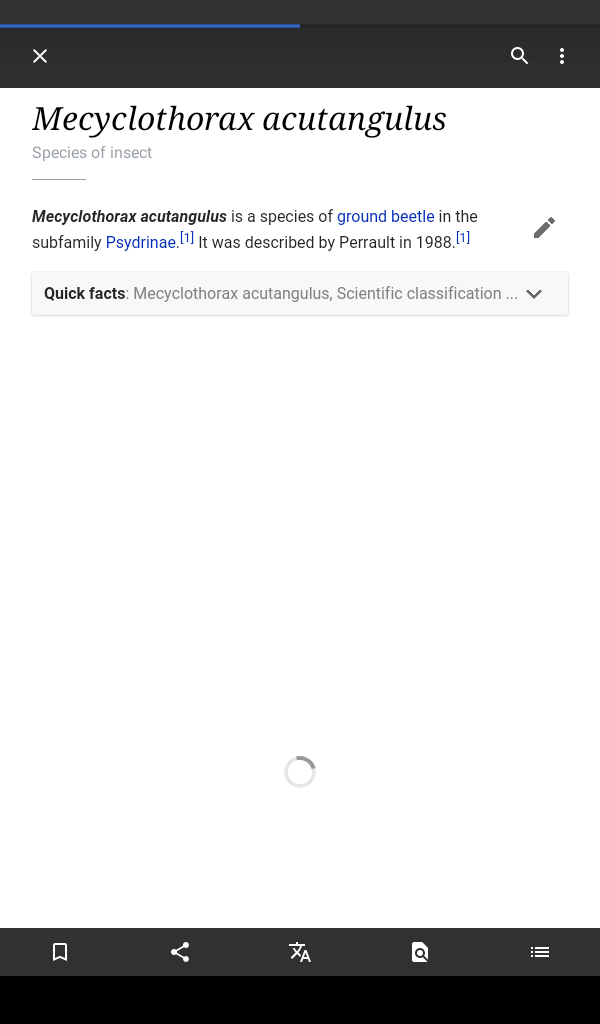 Mecyclothorax acutangulus
Species of insect
Mecyclothorax acutangulus is a species of ground beetle in the
subfamily Psydrinae.[1] It was described by Perrault in 1988.[1]
Quick facts: Mecyclothorax acutangulus, Scientific classification ...